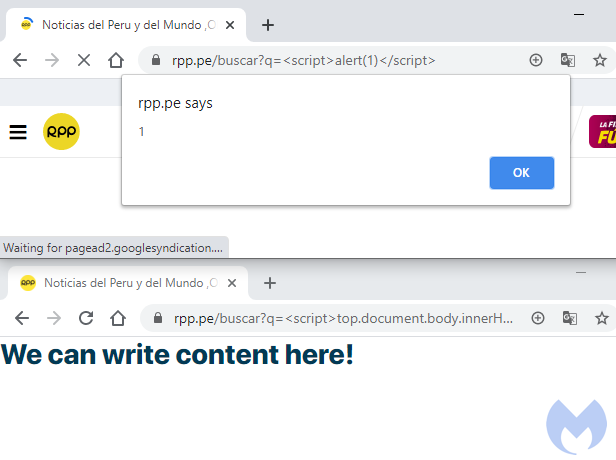 Noticias del Peru y del Mundo ,O
rpp.pe/buscar?q=<script>alert(1)</script>
rpp.pe says
1
OK
RPP
LA FI
FU
Waiting for pagead2.googlesyndication....
RPP
Noticias del Peru y del Mundo ,O
rpp.pe/buscar?q=<script>top.document.body.innerH...
We can write content here!